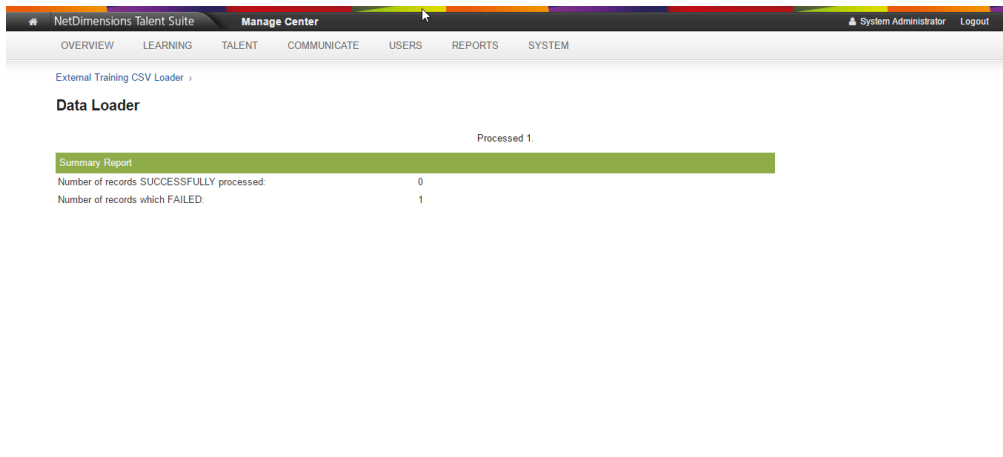 NetDimensions Talent Suite Manage Center System Administrator Logout
OVERVIEW LEARNING TALENT COMMUNICATE USERS REPORTS SYSTEM
External Training CSV Loader ›
Data Loader
Processed 1.
Summary Report
Number of records SUCCESSFULLY processed: 0
Number of records which FAILED: 1